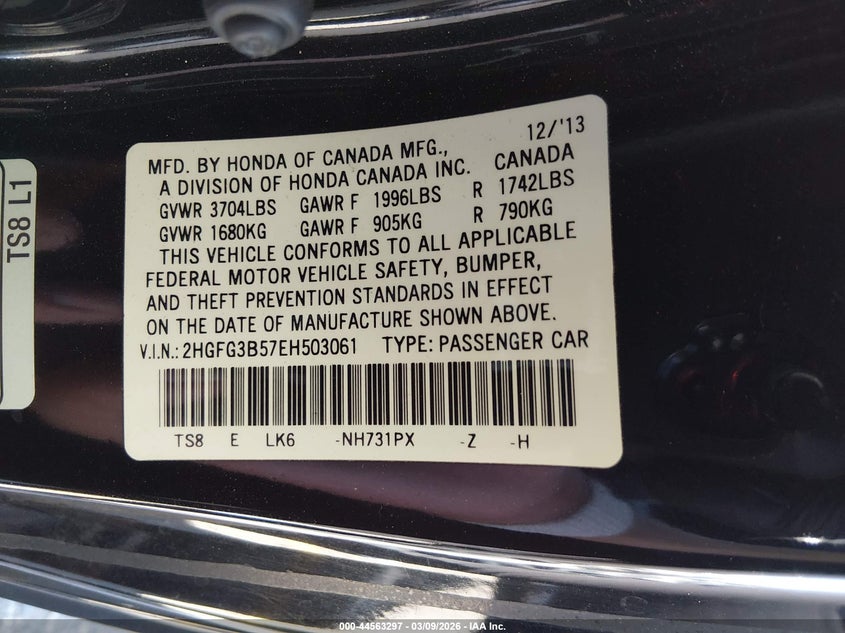 12/'13
MFD. BY HONDA OF CANADA MFG.,
A DIVISION OF HONDA CANADA INC. CANADA
GVWR 3704LBS GAWR F 1996LBS R 1742LBS
GVWR 1680KG GAWR F 905KG R 790KG
THIS VEHICLE CONFORMS TO ALL APPLICABLE
FEDERAL MOTOR VEHICLE SAFETY, BUMPER,
AND THEFT PREVENTION STANDARDS IN EFFECT
ON THE DATE OF MANUFACTURE SHOWN ABOVE.
V.I.N.: 2HGFG3B57EH503061 TYPE: PASSENGER CAR
TS8 E LK6 -NH731PX -Z -H
TS8 L1
000-44563297 - 03/09/2026 - IAA Inc.